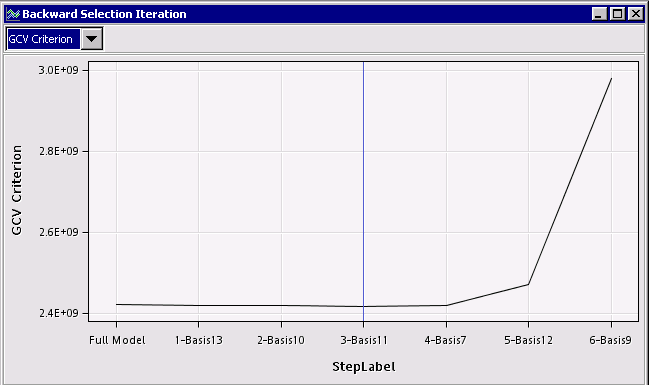 Backward Selection Iteration
GCV Criterion
3.0E+09
2.8E+09
2.6E+09
2.4E+09
GCV Criterion
Full Model 1-Basis13 2-Basis10 3-Basis11 4-Basis7 5-Basis12 6-Basis9
StepLabel